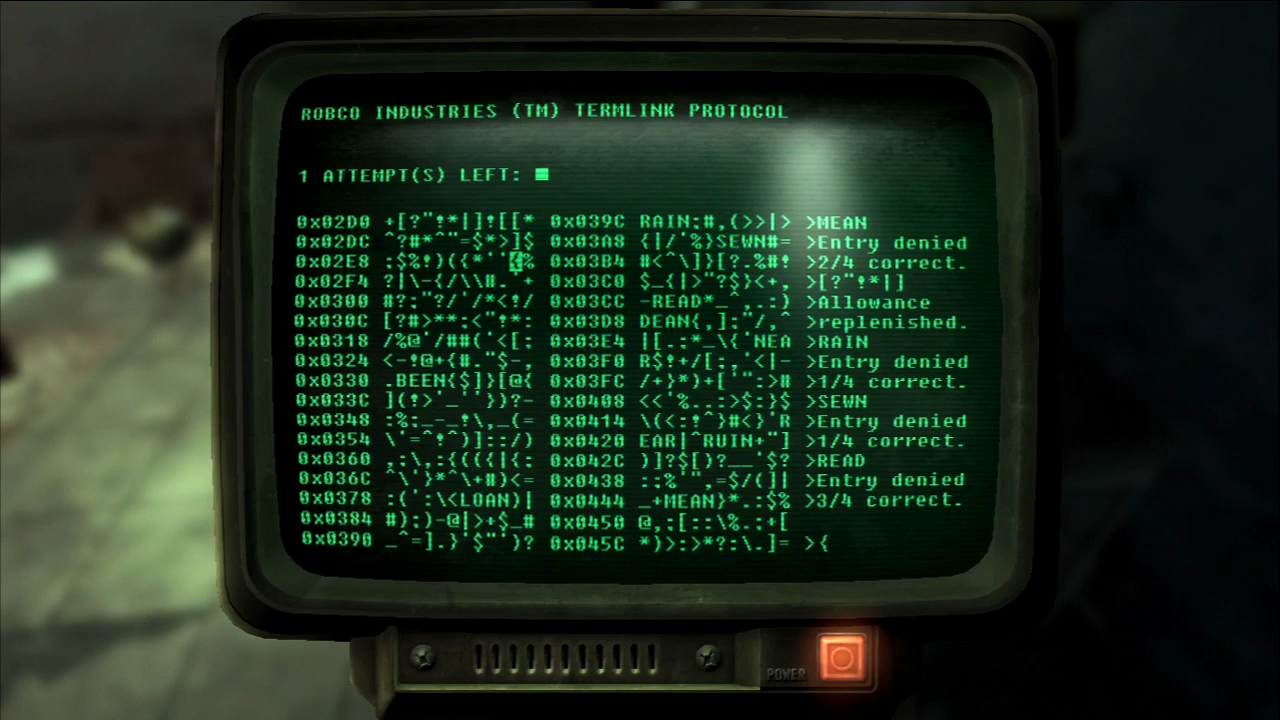 ROBCO INDUSTRIES (TM) TERMLINK PROTOCOL
1 ATTEMPT(S) LEFT:
0x02D0 +[?"!*|]![[* 0x039C RAIN:#,(>>|> >MEAN
0x02DC ^?#*^"=$*>]$ 0x03A8 {|/'%}SEWN#= >Entry denied
0x02E8 ;$%!)({*''{% 0x03B4 #<^\]}[?.%#! >2/4 correct.
0x02F4 ?|\-{/\\#."+ 0x03C0 $_{|>"?$}<+, >[?"!*|]
0x0300 #?;"?/'/*<!/ 0x03CC -READ*_^,.:) >Allowance
0x030C [?#>**:<"!*: 0x03D8 DEAN{,];"/,^ >replenished.
0x0318 /%@'/##('<[: 0x03E4 |[.:*_\{'NEA >RAIN
0x0324 <-!@+{#."$-, 0x03F0 R$!+/[;,'<|- >Entry denied
0x0330 .BEEN{$]}[@{ 0x03FC /+}*)+['":># >1/4 correct.
0x033C ](!>'_''})?- 0x0408 <<'%..:>$:}$ >SEWN
0x0348 :%;_-_!\,_(= 0x0414 \(<:!^}#<}'R >Entry denied
0x0354 \'=^!^)]::/) 0x0420 EAR|^RUIN+"] >1/4 correct.
0x0360 ^:\,:{(({|{; 0x042C )]?$[)?__'$? >READ
0x036C ^\'}*^\+#)<= 0x0438 ::%'",=$/(]| >Entry denied
0x0378 :(':\<LOAN)| 0x0444 _+MEAN}*.:$% >3/4 correct.
0x0384 #):)-@|>+$_# 0x0450 @,:[::\%.;+[
0x0390 _^=].}'$"')? 0x045C *)>:>*?:\.]= >{
POWER